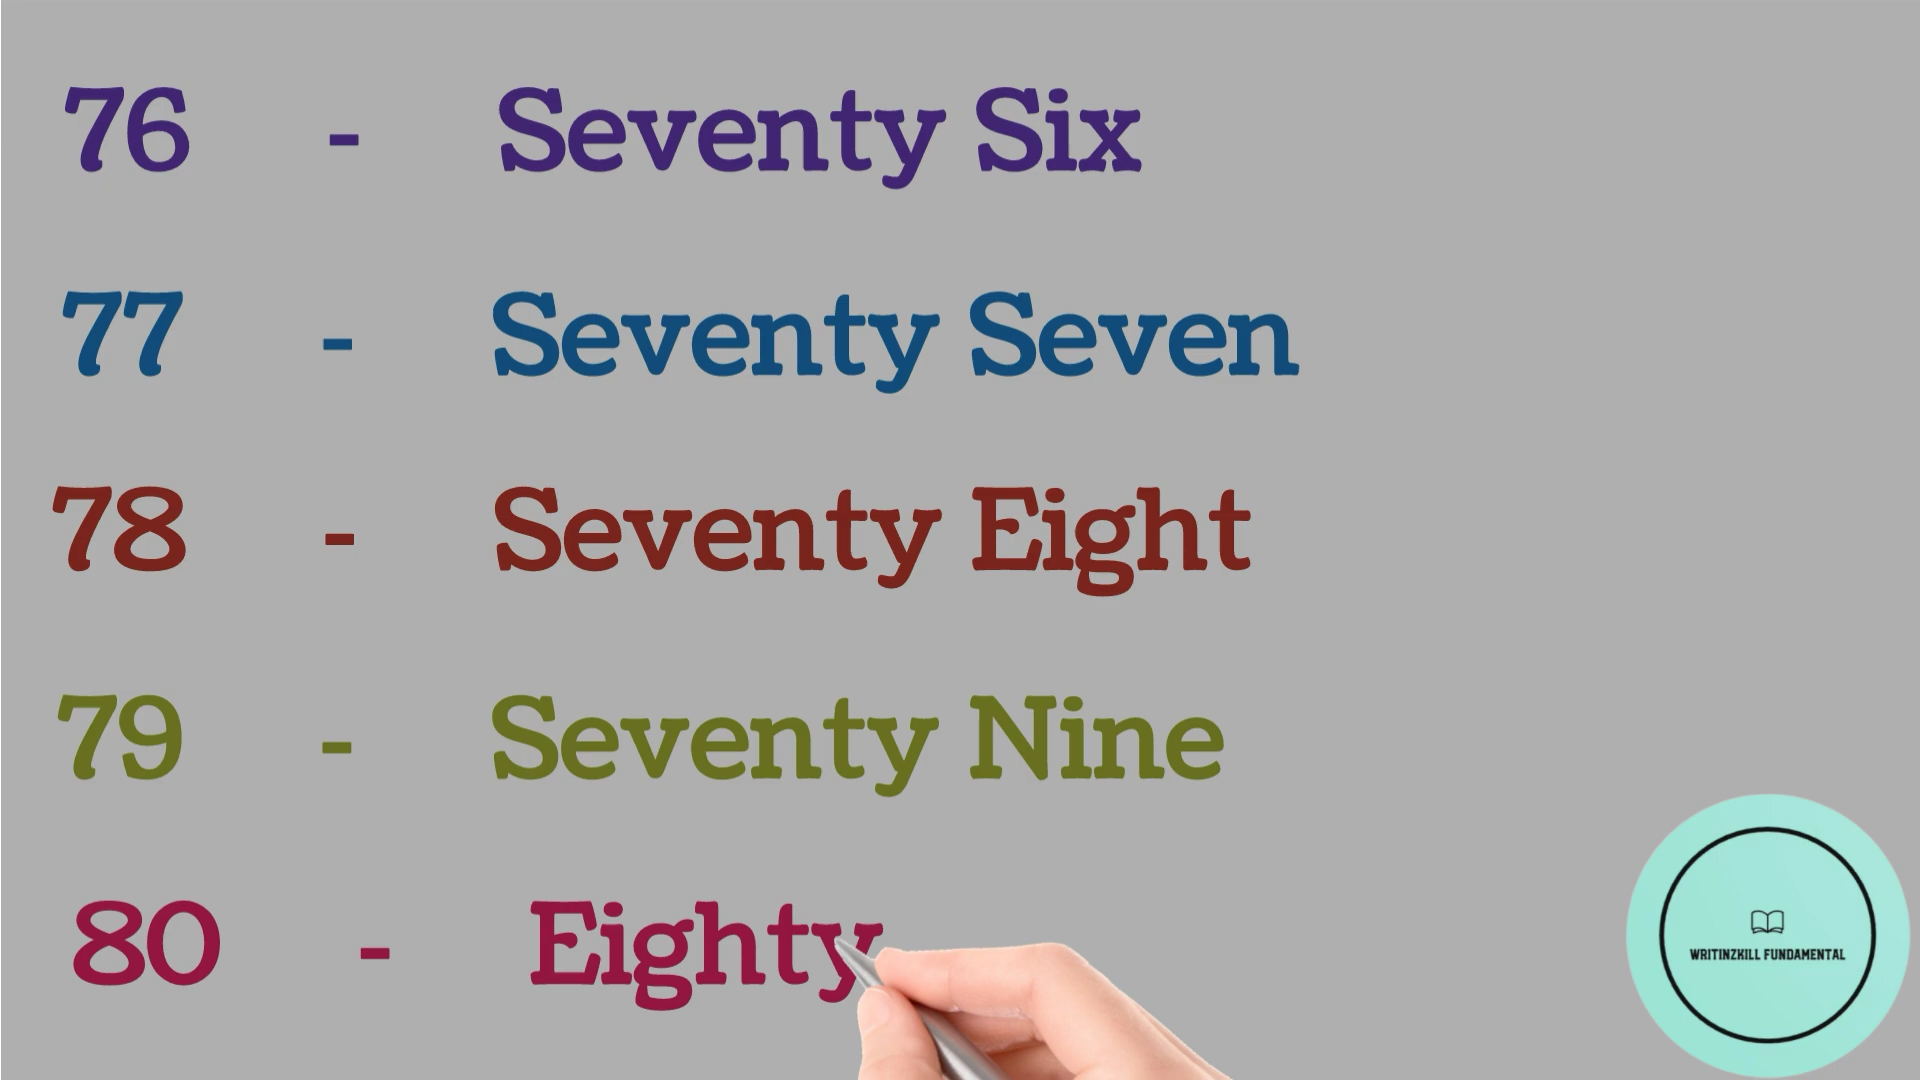 76 - Seventy Six
77 - Seventy Seven
78 - Seventy Eight
79 - Seventy Nine
80 - Eighty
WRITINZKILL FUNDAMENTAL